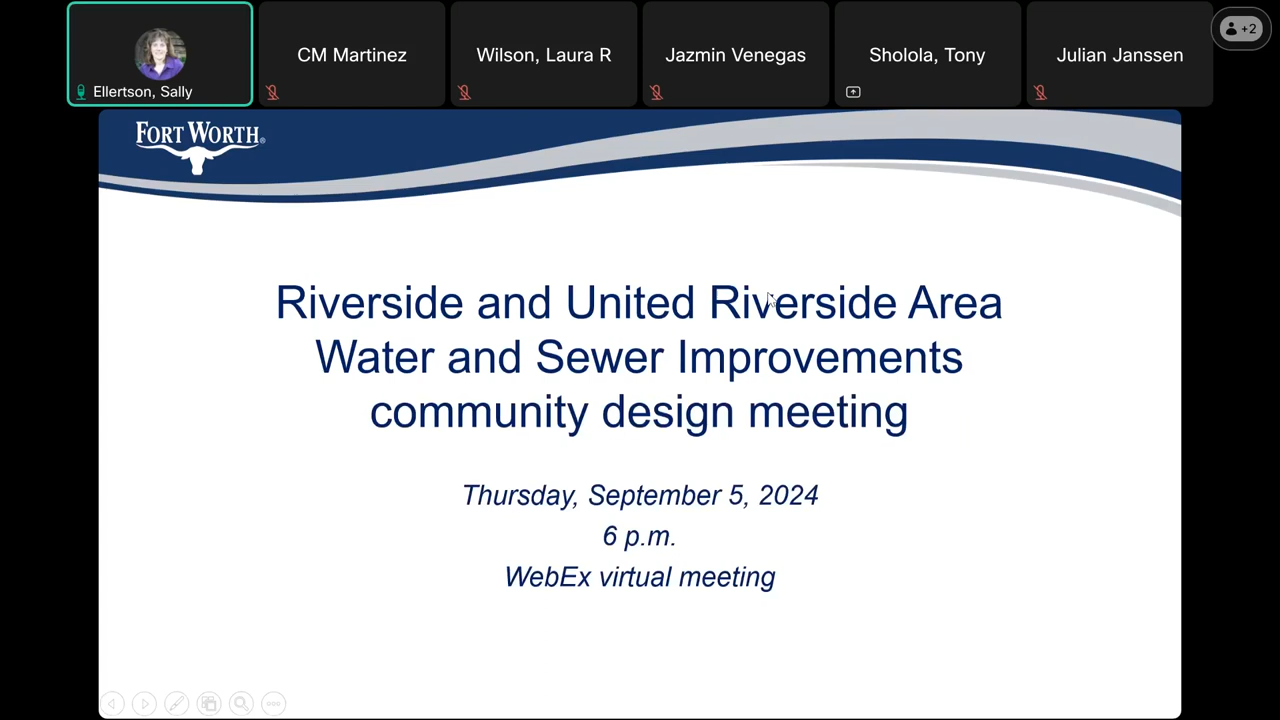 CM Martinez
Wilson, Laura R
Jazmin Venegas
Sholola, Tony
Julian Janssen
+2
Ellertson, Sally
FORT WORTH®
Riverside and United Riverside Area
Water and Sewer Improvements
community design meeting
Thursday, September 5, 2024
6 p.m.
WebEx virtual meeting